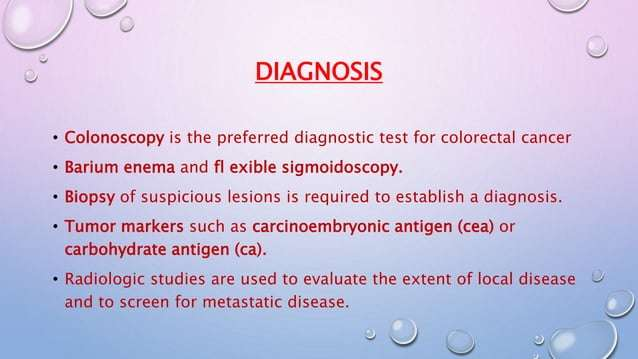 DIAGNOSIS
• Colonoscopy is the preferred diagnostic test for colorectal cancer
• Barium enema and fl exible sigmoidoscopy.
• Biopsy of suspicious lesions is required to establish a diagnosis.
• Tumor markers such as carcinoembryonic antigen (cea) or
carbohydrate antigen (ca).
• Radiologic studies are used to evaluate the extent of local disease
and to screen for metastatic disease.